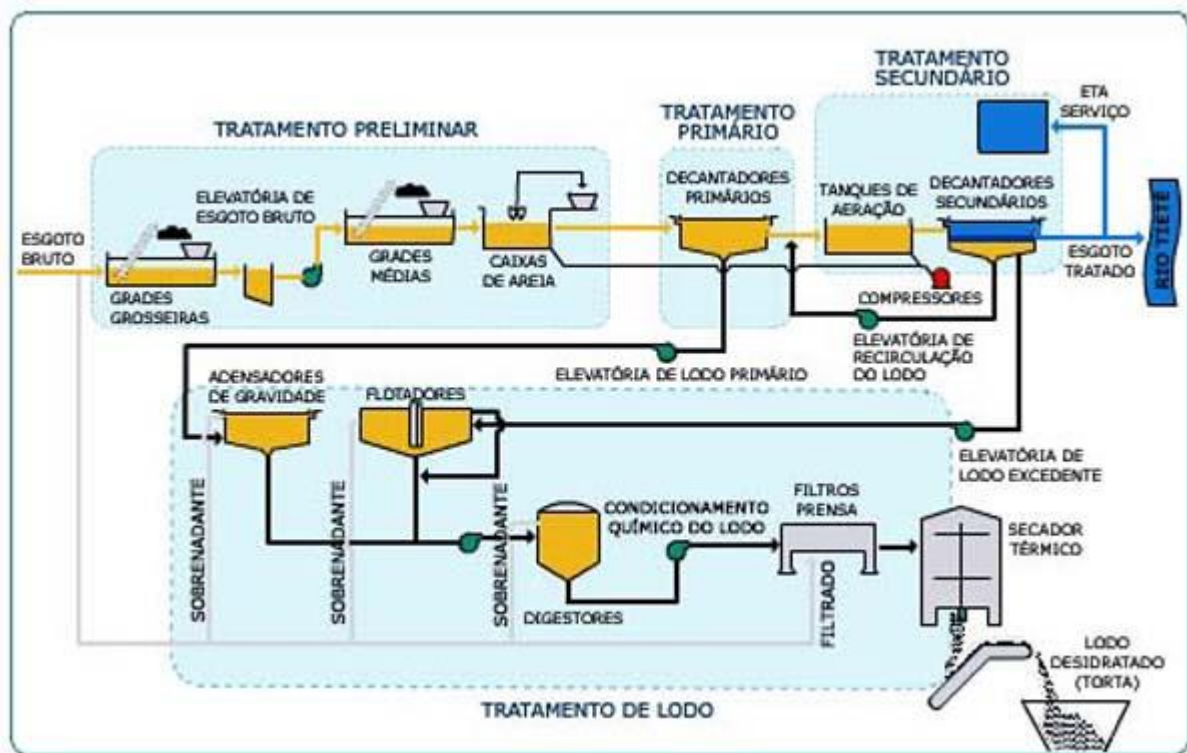 TRATAMENTO
SECUNDÁRIO
ETA
SERVIÇO
TRATAMENTO PRELIMINAR
TRATAMENTO
PRIMÁRIO
ELEVATÓRIA DE
ESGOTO BRUTO
DECANTADORES
PRIMÁRIOS
TANQUES DE
AERAÇÃO
DECANTADORES
SECUNDÁRIOS
ESGOTO
BRUTO
GRADES
MÉDIAS
CAIXAS
DE AREIA
ESGOTO
TRATADO
RIO TIETÊ
GRADES
GROSSEIRAS
COMPRESSORES
ELEVATÓRIA DE
RECIRCULAÇÃO
DO LODO
ELEVATÓRIA DE LODO PRIMÁRIO
ADENSADORES
DE GRAVIDADE
FLOTADORES
ELEVATÓRIA DE
LODO EXCEDENTE
SOBRENADANTE
SOBRENADANTE
SOBRENADANTE
CONDICIONAMENTO
QUÍMICO DO LODO
FILTROS
PRENSA
SECADOR
TÉRMICO
DIGESTORES
FILTRADO
LODO
DESIDRATADO
(TORTA)
TRATAMENTO DE LODO